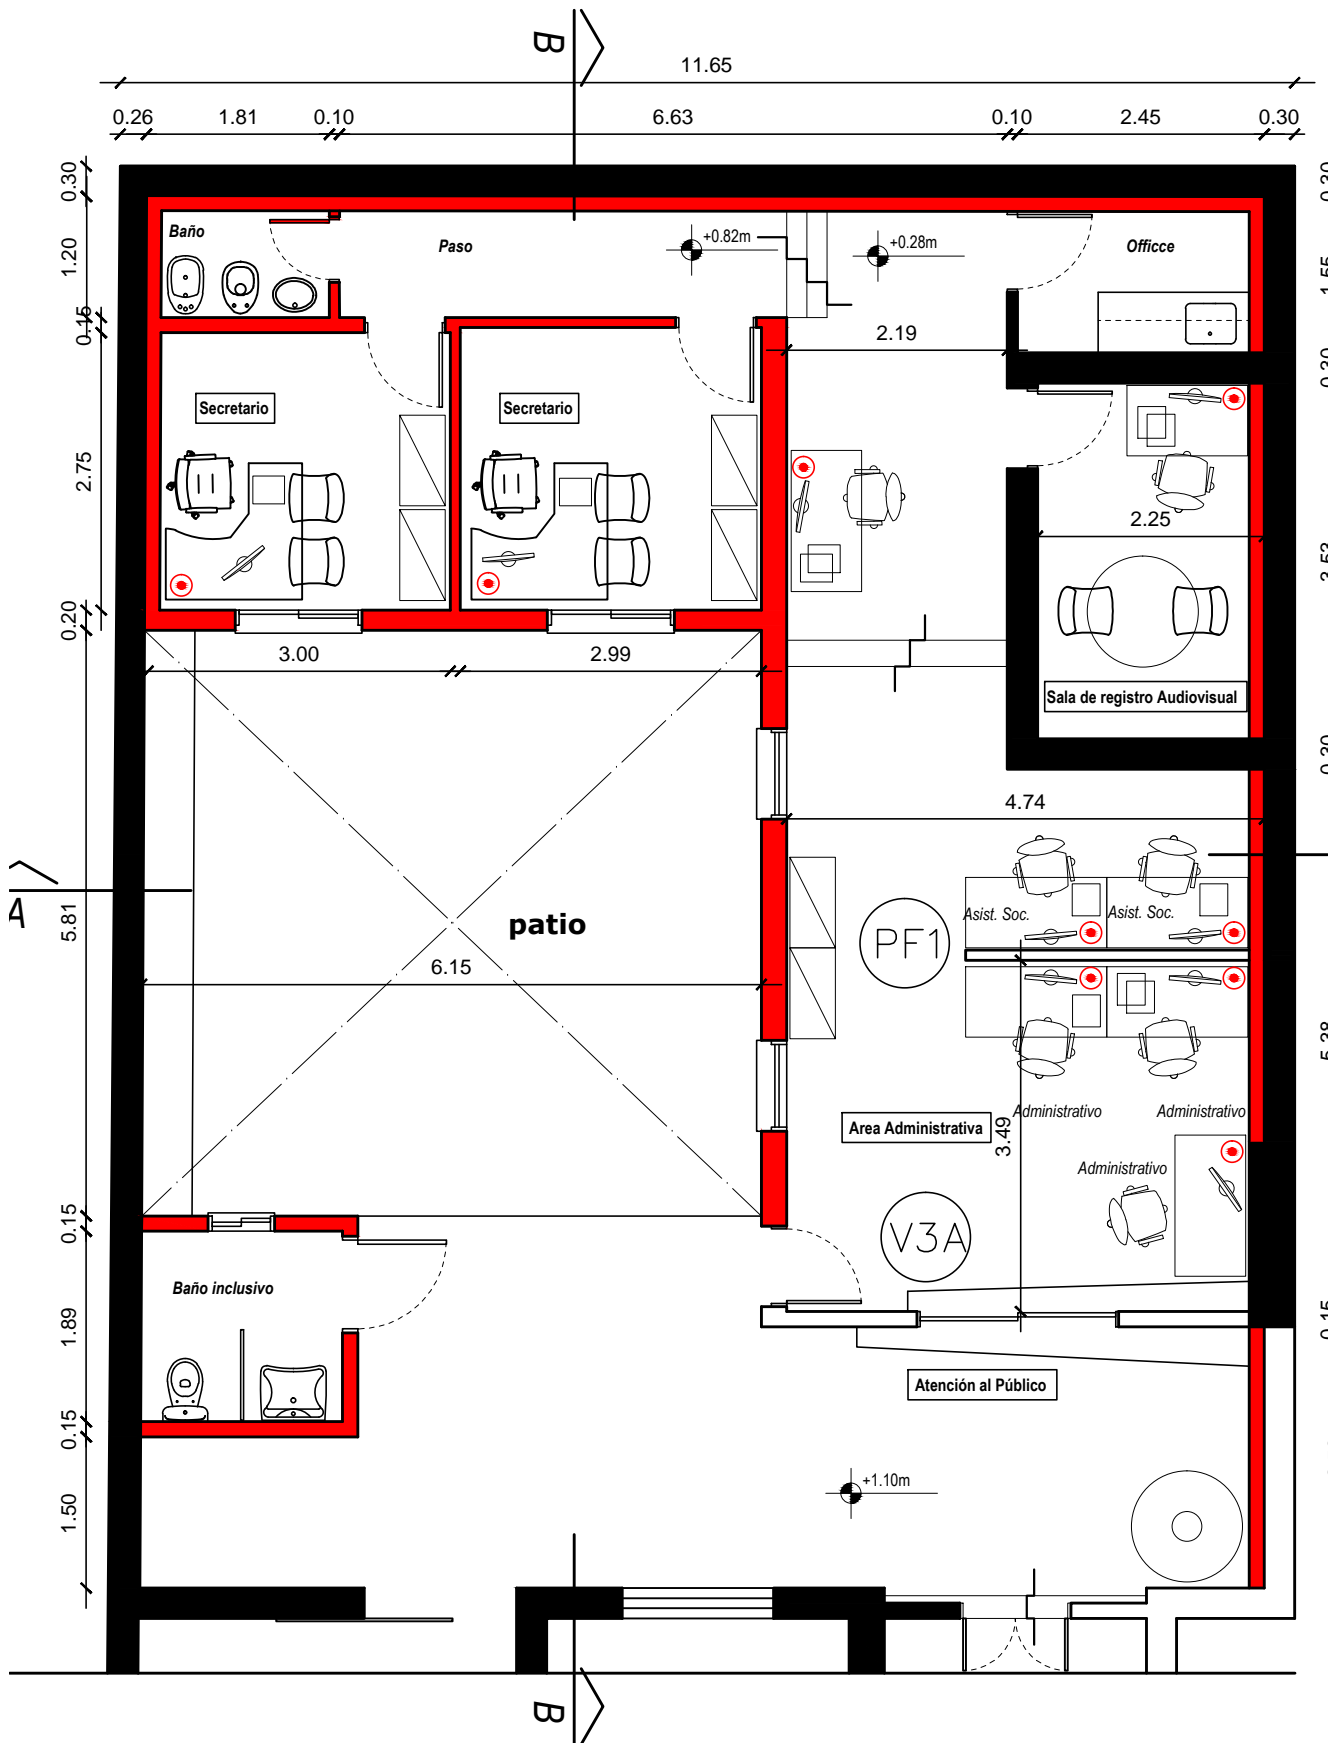 B
11.65
0.26 1.81 0.10 6.63 0.10 2.45 0.30
0.30
1.20
0.15
2.75
0.20
5.81
0.15
1.89
0.15
1.50
Baño
Paso
+0.82m
+0.28m
Officce
2.19
Secretario
Secretario
2.25
3.00
2.99
Sala de registro Audiovisual
4.74
A
patio
6.15
PF1
Asist. Soc.
Asist. Soc.
3.49
Area Administrativa
Administrativo
Administrativo
Administrativo
V3A
Baño inclusivo
Atención al Público
+1.10m
B